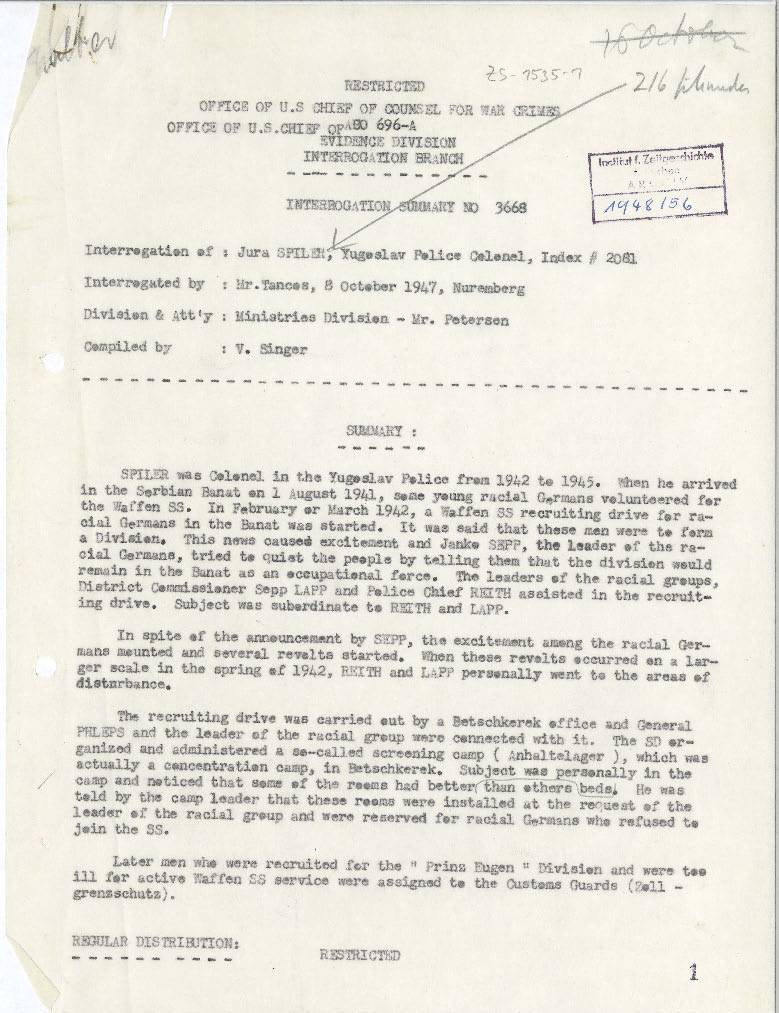 16 October
ZS-1535-1
216
RESTRICTED
OFFICE OF U.S CHIEF OF COUNSEL FOR WAR CRIMES
OFFICE OF U.S.CHIEF OF APO 696-A
EVIDENCE DIVISION
INTERROGATION BRANCH
- - - - - - - - - - - - - -
Institut f. Zeitgeschichte
ARCHIV
1948/56
INTERROGATION SUMMARY NO 3668
Interrogation of : Jura SPILER, Yugoslav Police Colonel, Index # 2081
Interrogated by : Mr.Tancos, 8 October 1947, Nuremberg
Division & Att'y : Ministries Division - Mr. Petersen
Compiled by : V. Singer
- - - - - - - - - - - - - - - - - - - - - - - - - - - - - - - - - - - - - - - - - - - - - -
SUMMARY :
- - - - - -
SPILER was Colonel in the Yugoslav Police from 1942 to 1945. When he arrived
in the Serbian Banat on 1 August 1941, some young racial Germans volunteered for
the Waffen SS. In February or March 1942, a Waffen SS recruiting drive for ra-
cial Germans in the Banat was started. It was said that these men were to form
a Division. This news caused excitement and Janko SEPP, the leader of the ra-
cial Germans, tried to quiet the people by telling them that the division would
remain in the Banat as an occupational force. The leaders of the racial groups,
District Commissioner Sepp LAPP and Police Chief REITH assisted in the recruit-
ing drive. Subject was subordinate to REITH and LAPP.
In spite of the announcement by SEPP, the excitement among the racial Ger-
mans mounted and several revolts started. When these revolts occurred on a lar-
ger scale in the spring of 1942, REITH and LAPP personally went to the areas of
disturbance.
The recruiting drive was carried out by a Betschkerek office and General
PHLEPS and the leader of the racial group were connected with it. The SD or-
ganized and administered a so-called screening camp ( Anhaltelager ), which was
actually a concentration camp, in Betschkerek. Subject was personally in the
camp and noticed that some of the rooms had better than others beds. He was
told by the camp leader that these rooms were installed at the request of the
leader of the racial group and were reserved for racial Germans who refused to
join the SS.
Later men who were recruited for the " Prinz Eugen " Division and were too
ill for active Waffen SS service were assigned to the Customs Guards (Zoll -
grenzschutz).
REGULAR DISTRIBUTION:
- - - - - - - - - - -
RESTRICTED
1